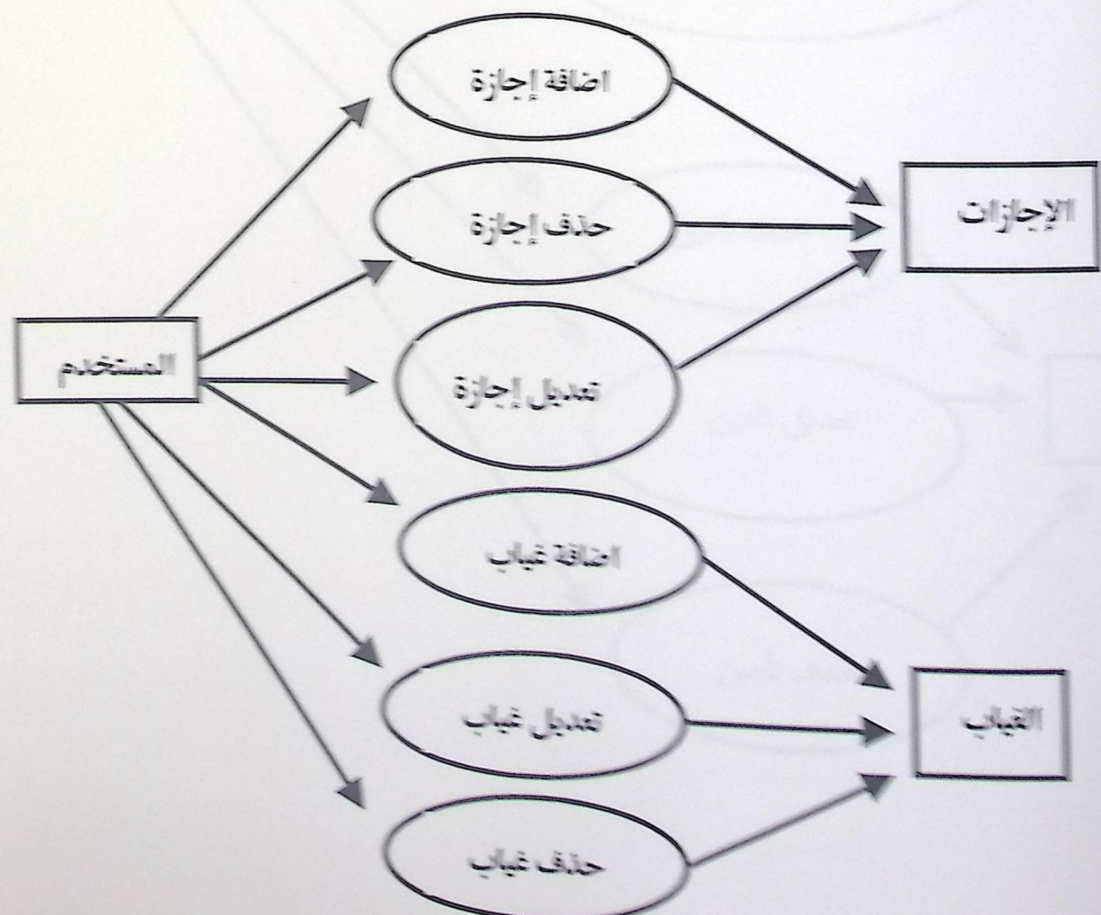 اضافة إجازة
حذف إجازة
الإجازات
المستخدم
تعديل إجازة
اضافة غياب
تعديل غياب
الغياب
حذف غياب